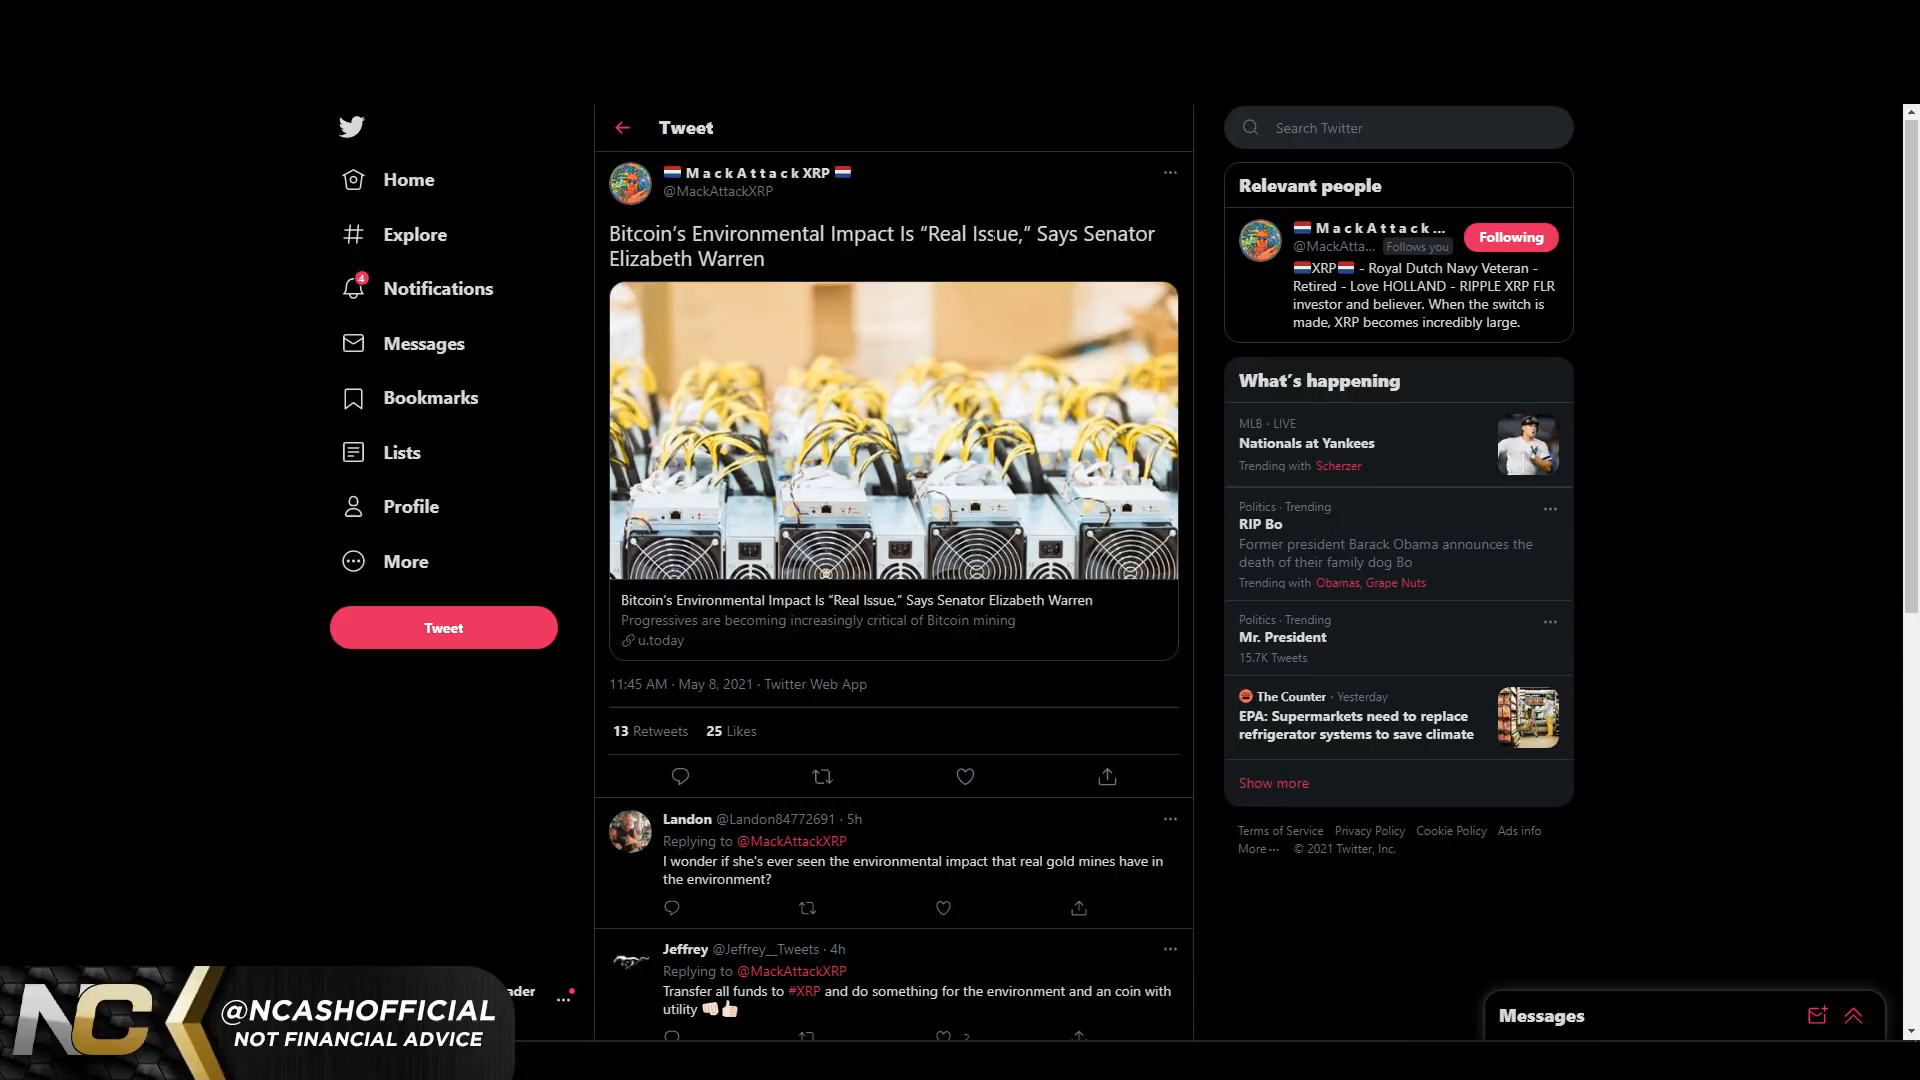 Home
Explore
4
Notifications
Messages
Bookmarks
Lists
Profile
More
Tweet
Tweet
M a c k A t t a c k XRP
@MackAttackXRP
Bitcoin’s Environmental Impact Is “Real Issue,” Says Senator
Elizabeth Warren
Bitcoin’s Environmental Impact Is “Real Issue,” Says Senator Elizabeth Warren
Progressives are becoming increasingly critical of Bitcoin mining
u.today
11:45 AM · May 8, 2021 · Twitter Web App
13 Retweets 25 Likes
Landon @Landon84772691 · 5h
Replying to @MackAttackXRP
I wonder if she's ever seen the environmental impact that real gold mines have in
the environment?
Jeffrey @Jeffrey__Tweets · 4h
Replying to @MackAttackXRP
Transfer all funds to #XRP and do something for the environment and an coin with
utility 👊🏻👍🏻
2
Search Twitter
Relevant people
M a c k A t t a c k ...
Following
@MackAtta... Follows you
🇳🇱XRP🇳🇱 - Royal Dutch Navy Veteran -
Retired - Love HOLLAND - RIPPLE XRP FLR
investor and believer. When the switch is
made, XRP becomes incredibly large.
What’s happening
MLB · LIVE
Nationals at Yankees
Trending with Scherzer
Politics · Trending
RIP Bo
Former president Barack Obama announces the
death of their family dog Bo
Trending with Obamas, Grape Nuts
Politics · Trending
Mr. President
15.7K Tweets
The Counter · Yesterday
EPA: Supermarkets need to replace
refrigerator systems to save climate
Show more
Terms of Service Privacy Policy Cookie Policy Ads info
More ··· © 2021 Twitter, Inc.
Messages
ader
NC
@NCASHOFFICIAL
NOT FINANCIAL ADVICE